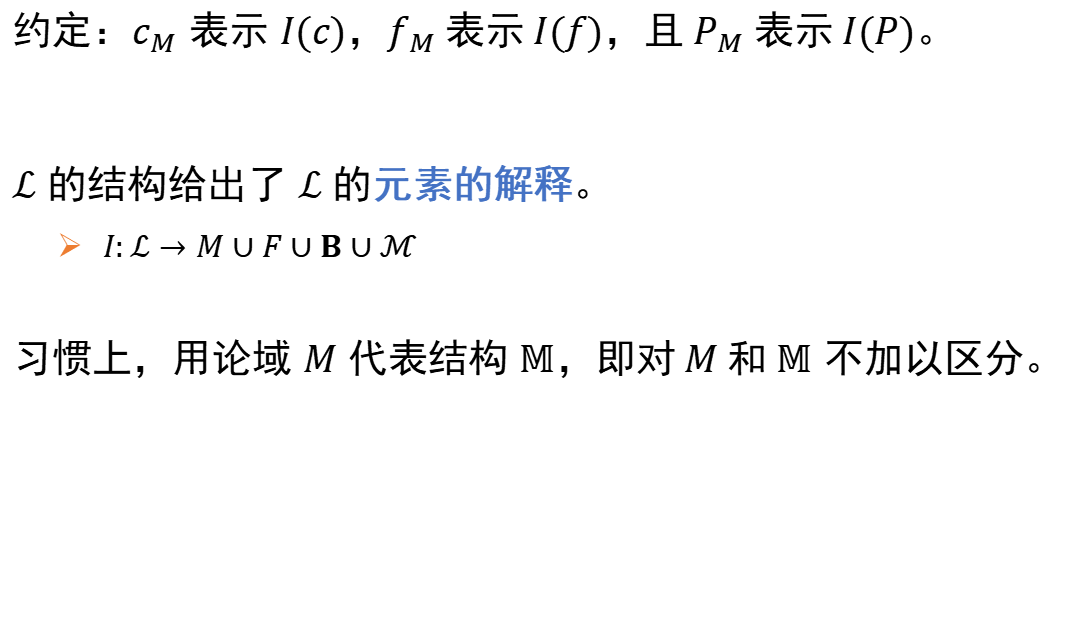 约定：𝑐_𝑀 表示 𝐼(𝑐)，𝑓_𝑀 表示 𝐼(𝑓)，且 𝑃_𝑀 表示 𝐼(𝑃)。
ℒ 的结构给出了 ℒ 的元素的解释。
➢ 𝐼: ℒ → 𝑀 ∪ 𝐹 ∪ 𝐁 ∪ ℳ
习惯上，用论域 𝑀 代表结构 𝕄，即对 𝑀 和 𝕄 不加以区分。